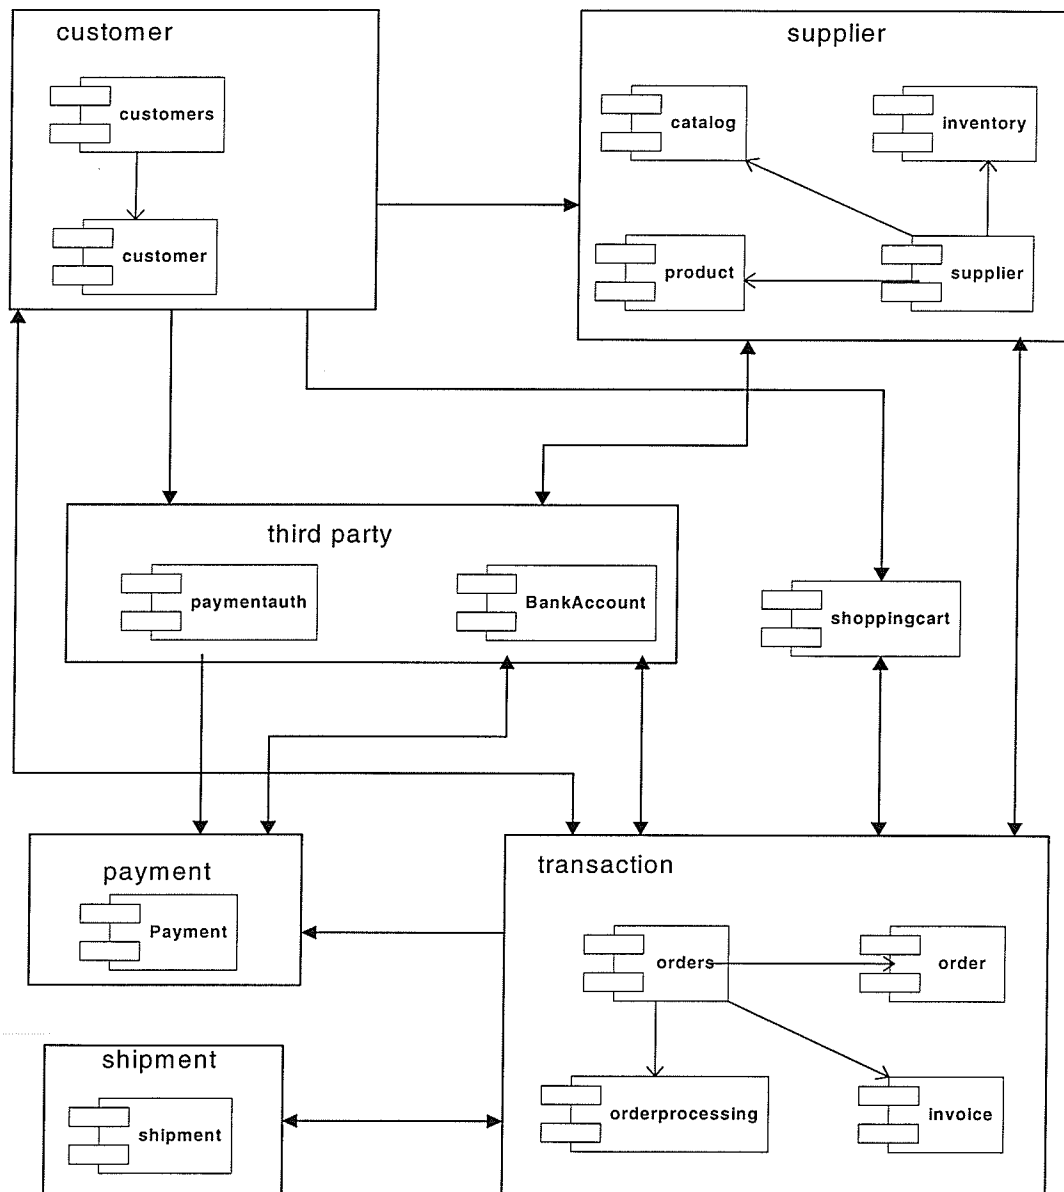 customer
supplier
customers
catalog
inventory
customer
product
supplier
third party
paymentauth
BankAccount
shoppingcart
payment
transaction
Payment
orders
order
shipment
shipment
orderprocessing
invoice